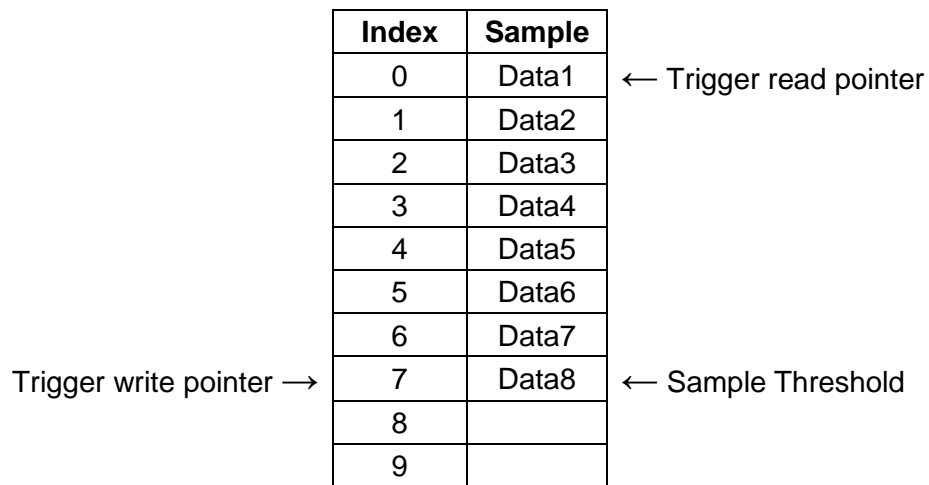 Index Sample
0 Data1 ← Trigger read pointer
1 Data2
2 Data3
3 Data4
4 Data5
5 Data6
6 Data7
Trigger write pointer → 7 Data8 ← Sample Threshold
8
9